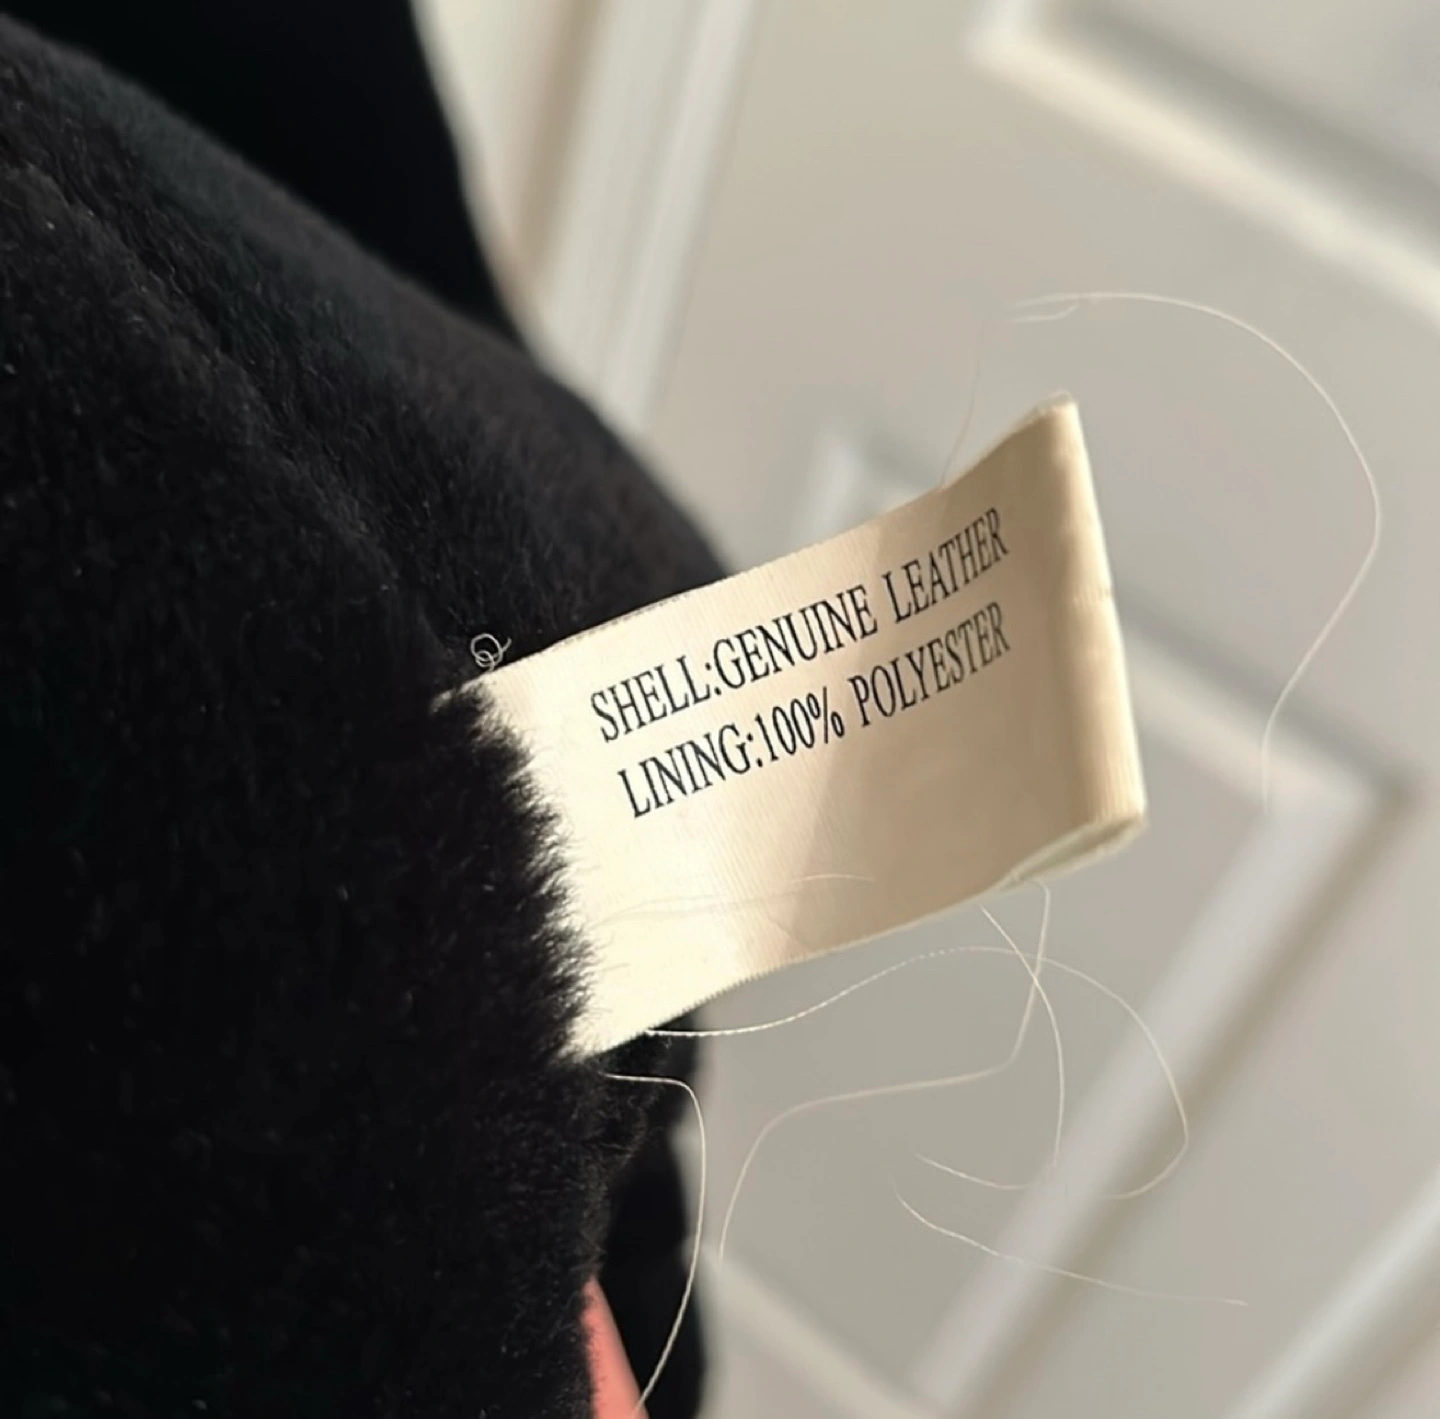 SHELL:GENUINE LEATHER
LINING:100% POLYESTER